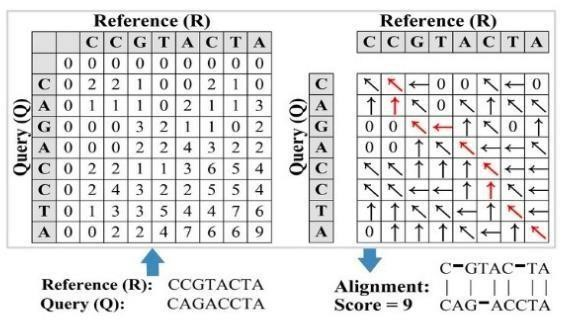 Reference (R) Reference (R)
C C G T A C T A C C G T A C T A
0 0 0 0 0 0 0 0 0
C 0 2 2 1 0 0 2 1 0 C ↖ ↖ ← 0 0 ↖ ← 0
A 0 1 1 1 0 2 1 1 3 A ↑ ↑ ↖ 0 ↖ ↑ ↖ ↖
G 0 0 0 3 2 1 1 0 2 G 0 0 ↖ ← ↑ ↖ 0 ↑
A 0 0 0 2 2 4 3 2 2 A 0 0 ↑ ↖ ↖ ← ← ↖
C 0 2 2 1 1 3 6 5 4 C ↖ ↖ ↑ ↑ ↑ ↖ ← ←
C 0 2 4 3 2 2 5 5 4 C ↖ ↖ ← ← ↑ ↑ ↖ ↖
T 0 1 3 3 5 4 4 7 6 T ↑ ↑ ↖ ↖ ← ↑ ↖ ←
A 0 0 2 2 4 7 6 6 9 A 0 ↑ ↑ ↑ ↖ ← ↑ ↖
Query (Q) Query (Q)
Reference (R): CCGTACTA
Query (Q): CAGACCTA
C-GTAC-TA
Alignment: | | | | |
Score = 9 CAG-ACCTA